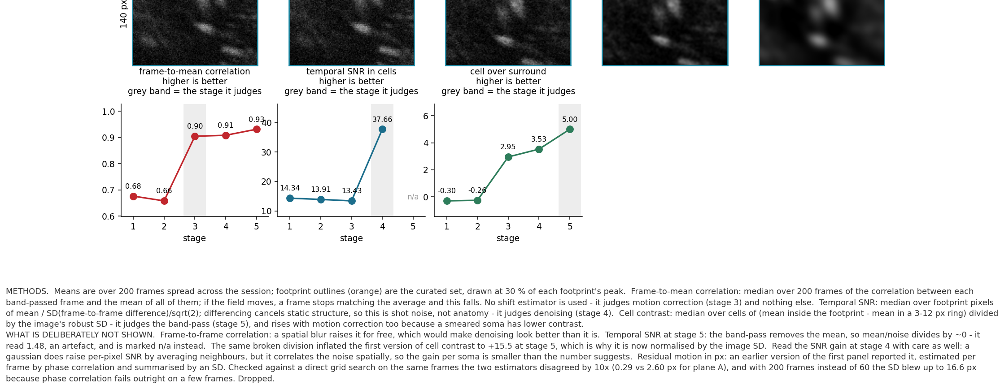 140 px
frame-to-mean correlation
higher is better
grey band = the stage it judges
1.0
0.9
0.8
0.7
0.6
0.68
0.66
0.90
0.91
0.93
1 2 3 4 5
stage
temporal SNR in cells
higher is better
grey band = the stage it judges
40
30
20
10
14.34
13.91
13.43
37.66
n/a
1 2 3 4 5
stage
cell over surround
higher is better
grey band = the stage it judges
6
4
2
0
-0.30
-0.26
2.95
3.53
5.00
1 2 3 4 5
stage
METHODS.  Means are over 200 frames spread across the session; footprint outlines (orange) are the curated set, drawn at 30 % of each footprint's peak.  Frame-to-mean correlation: median over 200 frames of the correlation between each
band-passed frame and the mean of all of them; if the field moves, a frame stops matching the average and this falls. No shift estimator is used - it judges motion correction (stage 3) and nothing else.  Temporal SNR: median over footprint pixels
of mean / SD(frame-to-frame difference)/sqrt(2); differencing cancels static structure, so this is shot noise, not anatomy - it judges denoising (stage 4).  Cell contrast: median over cells of (mean inside the footprint - mean in a 3-12 px ring) divided
by the image's robust SD - it judges the band-pass (stage 5), and rises with motion correction too because a smeared soma has lower contrast.
WHAT IS DELIBERATELY NOT SHOWN.  Frame-to-frame correlation: a spatial blur raises it for free, which would make denoising look better than it is.  Temporal SNR at stage 5: the band-pass removes the mean, so mean/noise divides by ~0 - it
read 1.48, an artefact, and is marked n/a instead.  The same broken division inflated the first version of cell contrast to +15.5 at stage 5, which is why it is now normalised by the image SD.  Read the SNR gain at stage 4 with care as well: a
gaussian does raise per-pixel SNR by averaging neighbours, but it correlates the noise spatially, so the gain per soma is smaller than the number suggests.  Residual motion in px: an earlier version of the first panel reported it, estimated per
frame by phase correlation and summarised by an SD. Checked against a direct grid search on the same frames the two estimators disagreed by 10x (0.29 vs 2.60 px for plane A), and with 200 frames instead of 60 the SD blew up to 16.6 px
because phase correlation fails outright on a few frames. Dropped.